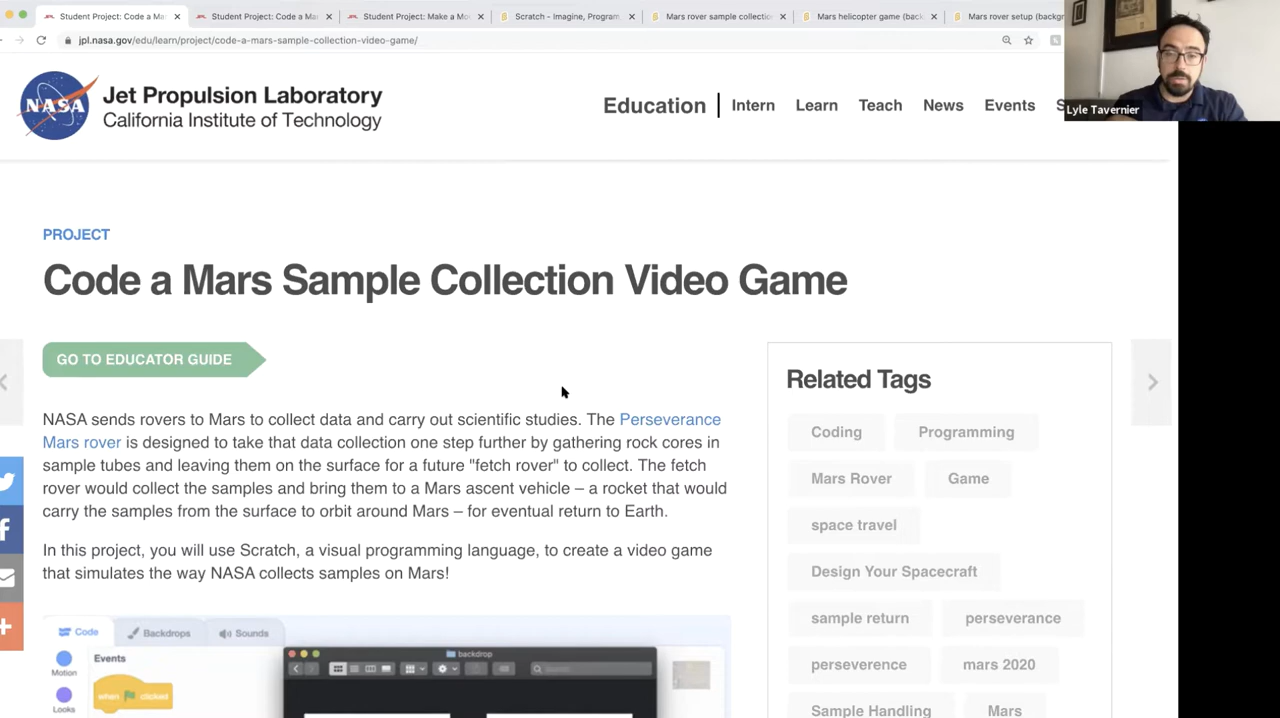 Student Project: Code a Ma
Student Project: Code a Mar
Student Project: Make a Mo
Scratch - Imagine, Program
Mars rover sample collectio
Mars helicopter game (back
Mars rover setup (backgr
jpl.nasa.gov/edu/learn/project/code-a-mars-sample-collection-video-game/
Lyle Tavernier
NASA
Jet Propulsion Laboratory
California Institute of Technology
Education
Intern
Learn
Teach
News
Events
PROJECT
Code a Mars Sample Collection Video Game
GO TO EDUCATOR GUIDE
NASA sends rovers to Mars to collect data and carry out scientific studies. The Perseverance
Mars rover is designed to take that data collection one step further by gathering rock cores in
sample tubes and leaving them on the surface for a future "fetch rover" to collect. The fetch
rover would collect the samples and bring them to a Mars ascent vehicle – a rocket that would
carry the samples from the surface to orbit around Mars – for eventual return to Earth.
In this project, you will use Scratch, a visual programming language, to create a video game
that simulates the way NASA collects samples on Mars!
Related Tags
Coding
Programming
Mars Rover
Game
space travel
Design Your Spacecraft
sample return
perseverance
perseverence
mars 2020
Sample Handling
Mars
Code
Backdrops
Sounds
Motion
Looks
Events
when clicked
backdrop
Search